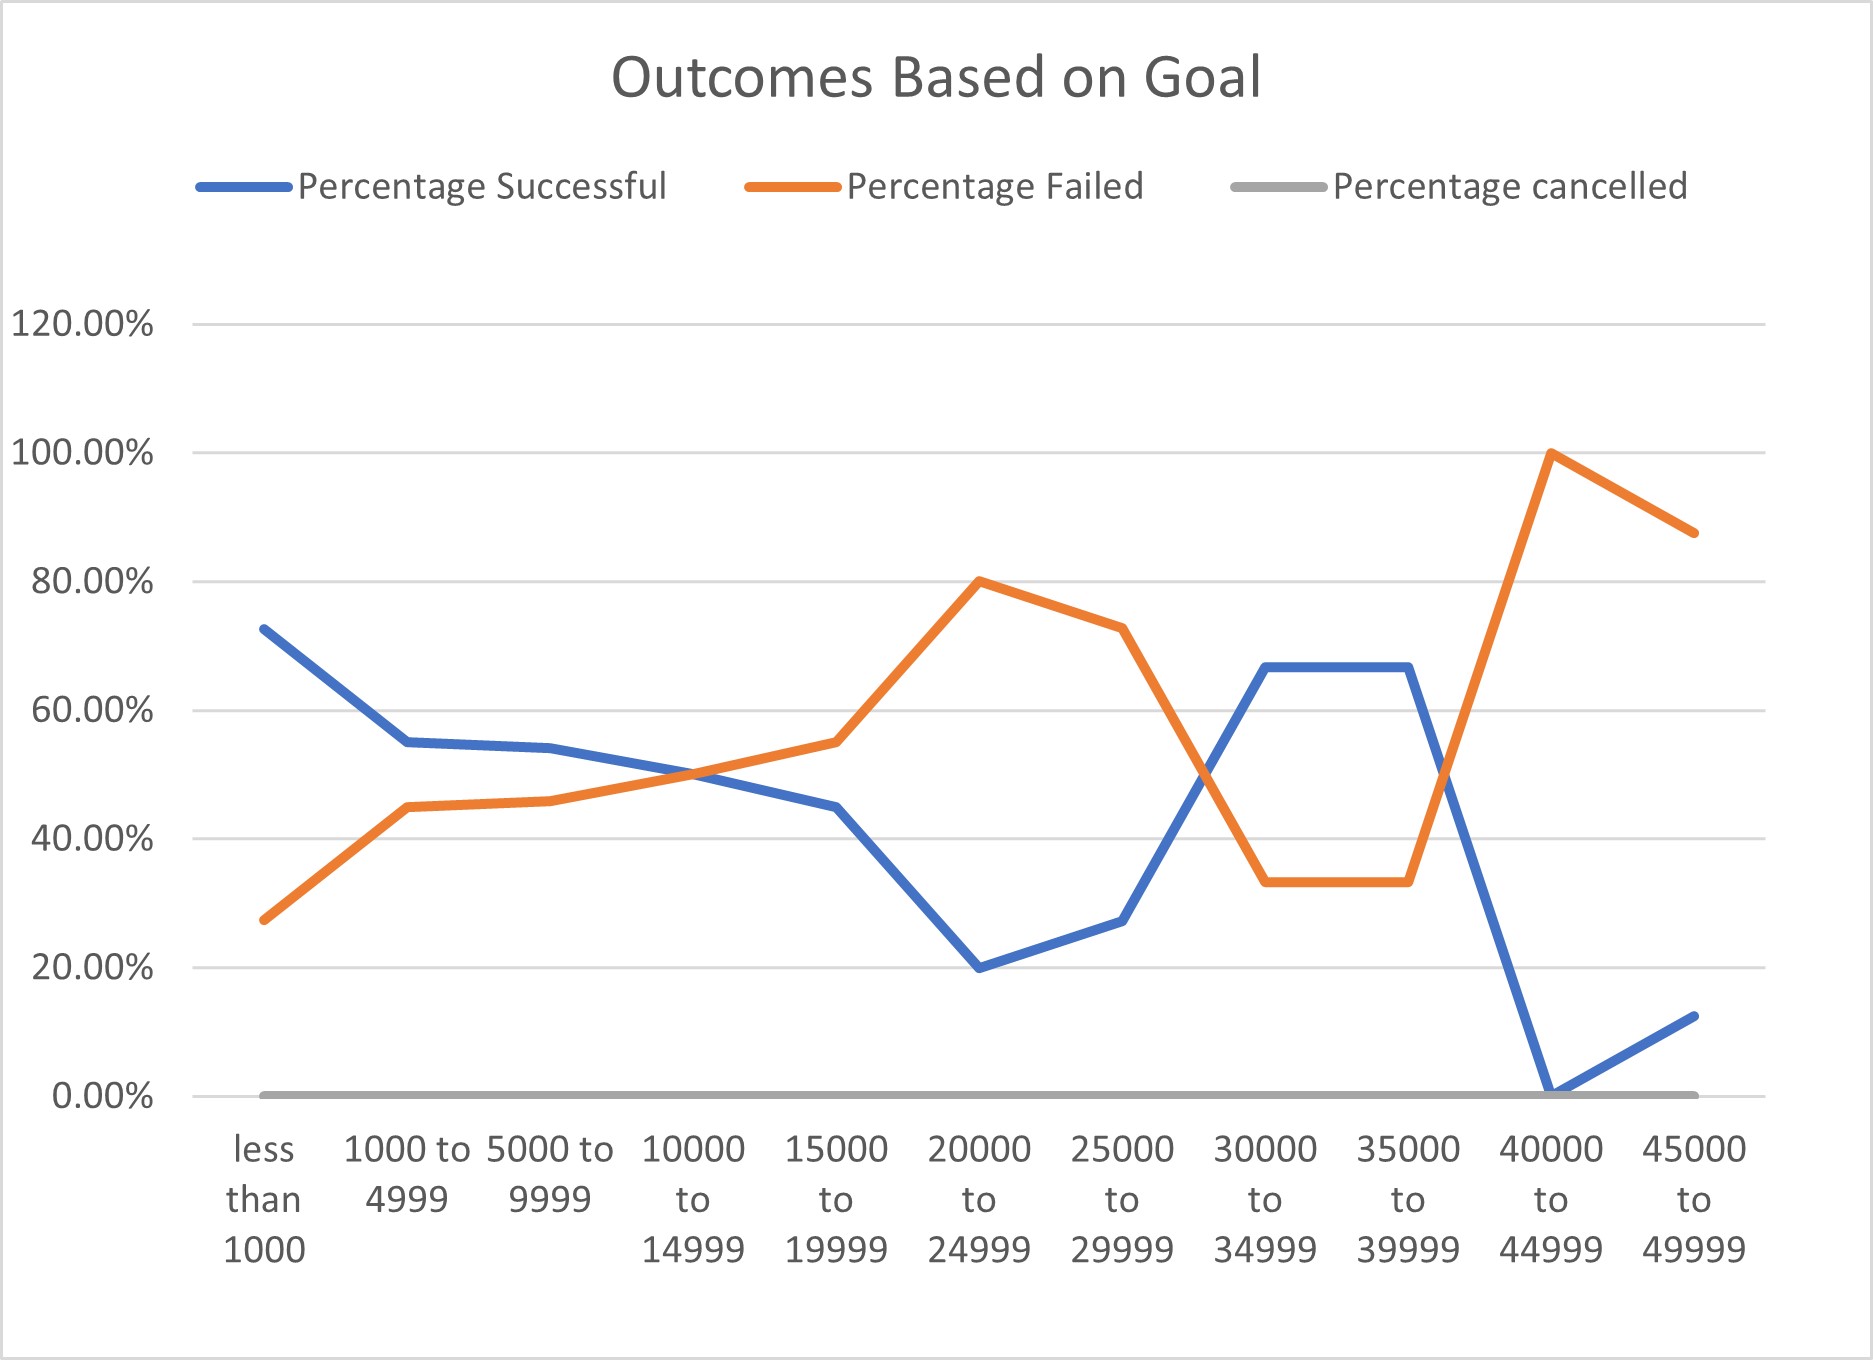 Outcomes Based on Goal
Percentage Successful Percentage Failed Percentage cancelled
120.00%
100.00%
80.00%
60.00%
40.00%
20.00%
0.00%
less than 1000
1000 to 4999
5000 to 9999
10000 to 14999
15000 to 19999
20000 to 24999
25000 to 29999
30000 to 34999
35000 to 39999
40000 to 44999
45000 to 49999